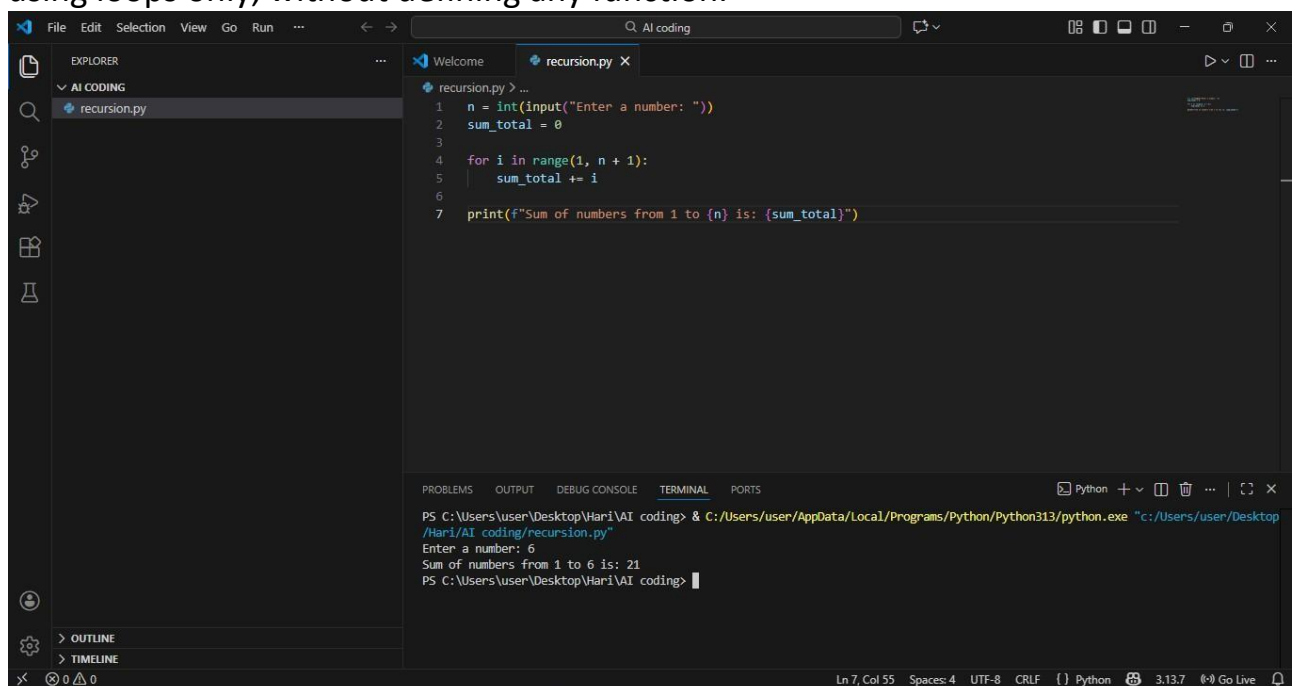 using loops only, without defining any function.
File Edit Selection View Go Run ··· AI coding
EXPLORER ···
AI CODING
recursion.py
Welcome recursion.py
recursion.py > ...
1 n = int(input("Enter a number: "))
2 sum_total = 0
3
4 for i in range(1, n + 1):
5     sum_total += i
6
7 print(f"Sum of numbers from 1 to {n} is: {sum_total}")
PROBLEMS OUTPUT DEBUG CONSOLE TERMINAL PORTS Python
PS C:\Users\user\Desktop\Hari\AI coding> & C:/Users/user/AppData/Local/Programs/Python/Python313/python.exe "c:/Users/user/Desktop
/Hari/AI coding/recursion.py"
Enter a number: 6
Sum of numbers from 1 to 6 is: 21
PS C:\Users\user\Desktop\Hari\AI coding>
OUTLINE
TIMELINE
0 0 Ln 7, Col 55 Spaces: 4 UTF-8 CRLF {} Python 3.13.7 Go Live